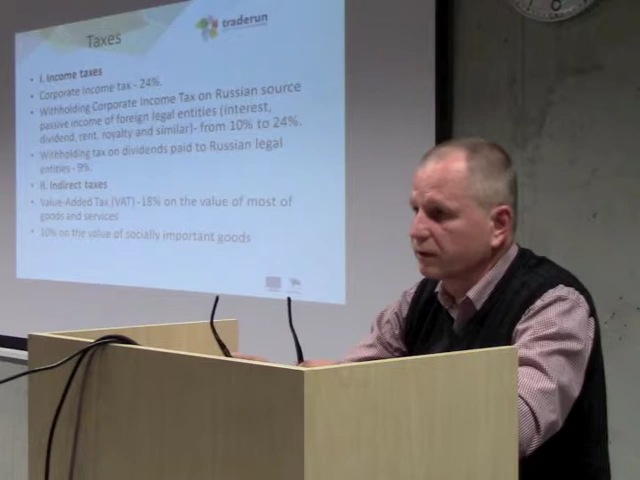 traderun
Taxes
• I. Income taxes
• Corporate Income tax - 24%.
• Withholding Corporate Income Tax on Russian source
passive income of foreign legal entities (interest,
dividend, rent, royalty and similar)- from 10% to 24%.
• Withholding tax on dividends paid to Russian legal
entities - 9%.
• II. Indirect taxes
• Value-Added Tax (VAT) -18% on the value of most of
goods and services
• 10% on the value of socially important goods